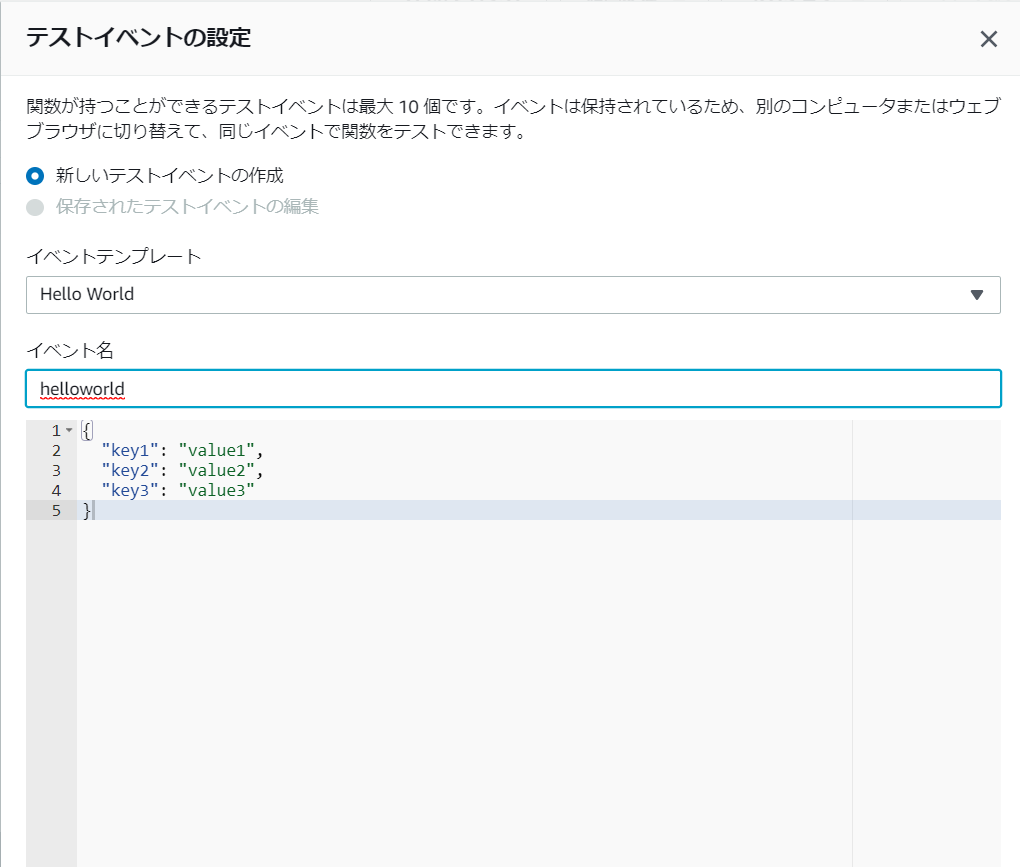 テストイベントの設定
関数が持つことができるテストイベントは最大 10 個です。イベントは保持されているため、別のコンピュータまたはウェブ
ブラウザに切り替えて、同じイベントで関数をテストできます。
新しいテストイベントの作成
保存されたテストイベントの編集
イベントテンプレート
Hello World
イベント名
helloworld
1 {
2 "key1": "value1",
3 "key2": "value2",
4 "key3": "value3"
5 }